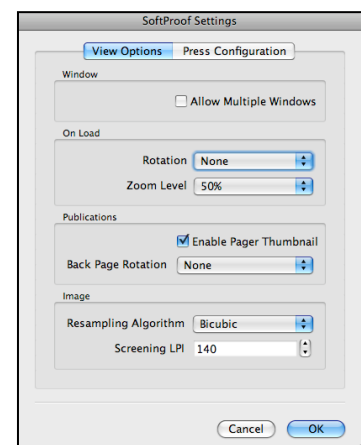 SoftProof Settings
View Options Press Configuration
Window
Allow Multiple Windows
On Load
Rotation None
Zoom Level 50%
Publications
Enable Pager Thumbnail
Back Page Rotation None
Image
Resampling Algorithm Bicubic
Screening LPI 140
Cancel OK